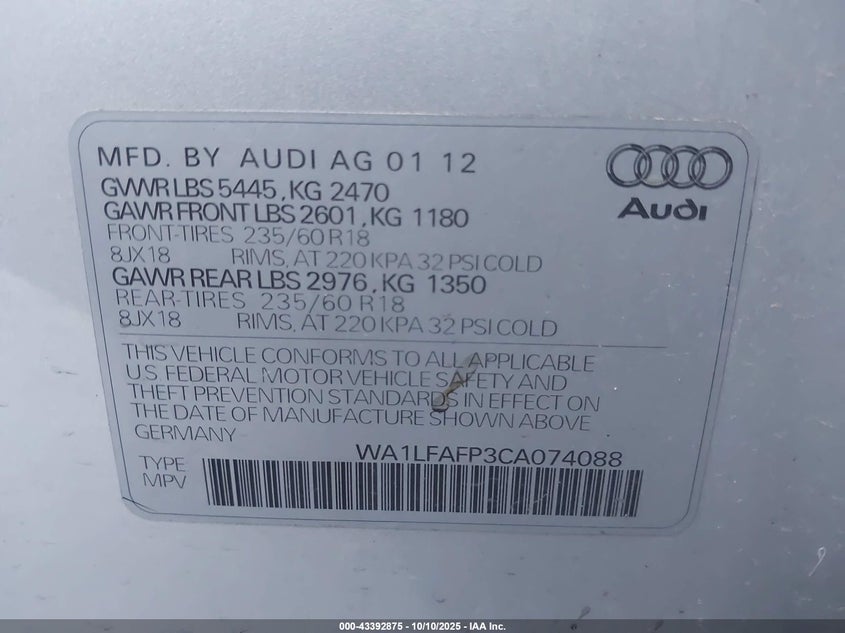 MFD. BY AUDI AG 01 12
GVWR LBS 5445, KG 2470
GAWR FRONT LBS 2601, KG 1180
FRONT-TIRES 235/60 R18
8JX18 RIMS, AT 220 KPA 32 PSI COLD
GAWR REAR LBS 2976, KG 1350
REAR-TIRES 235/60 R18
8JX18 RIMS, AT 220 KPA 32 PSI COLD
Audi
THIS VEHICLE CONFORMS TO ALL APPLICABLE
U.S. FEDERAL MOTOR VEHICLE SAFETY AND
THEFT PREVENTION STANDARDS IN EFFECT ON
THE DATE OF MANUFACTURE SHOWN ABOVE
GERMANY
WA1LFAFP3CA074088
TYPE
MPV
000-43392875 - 10/10/2025 - IAA Inc.